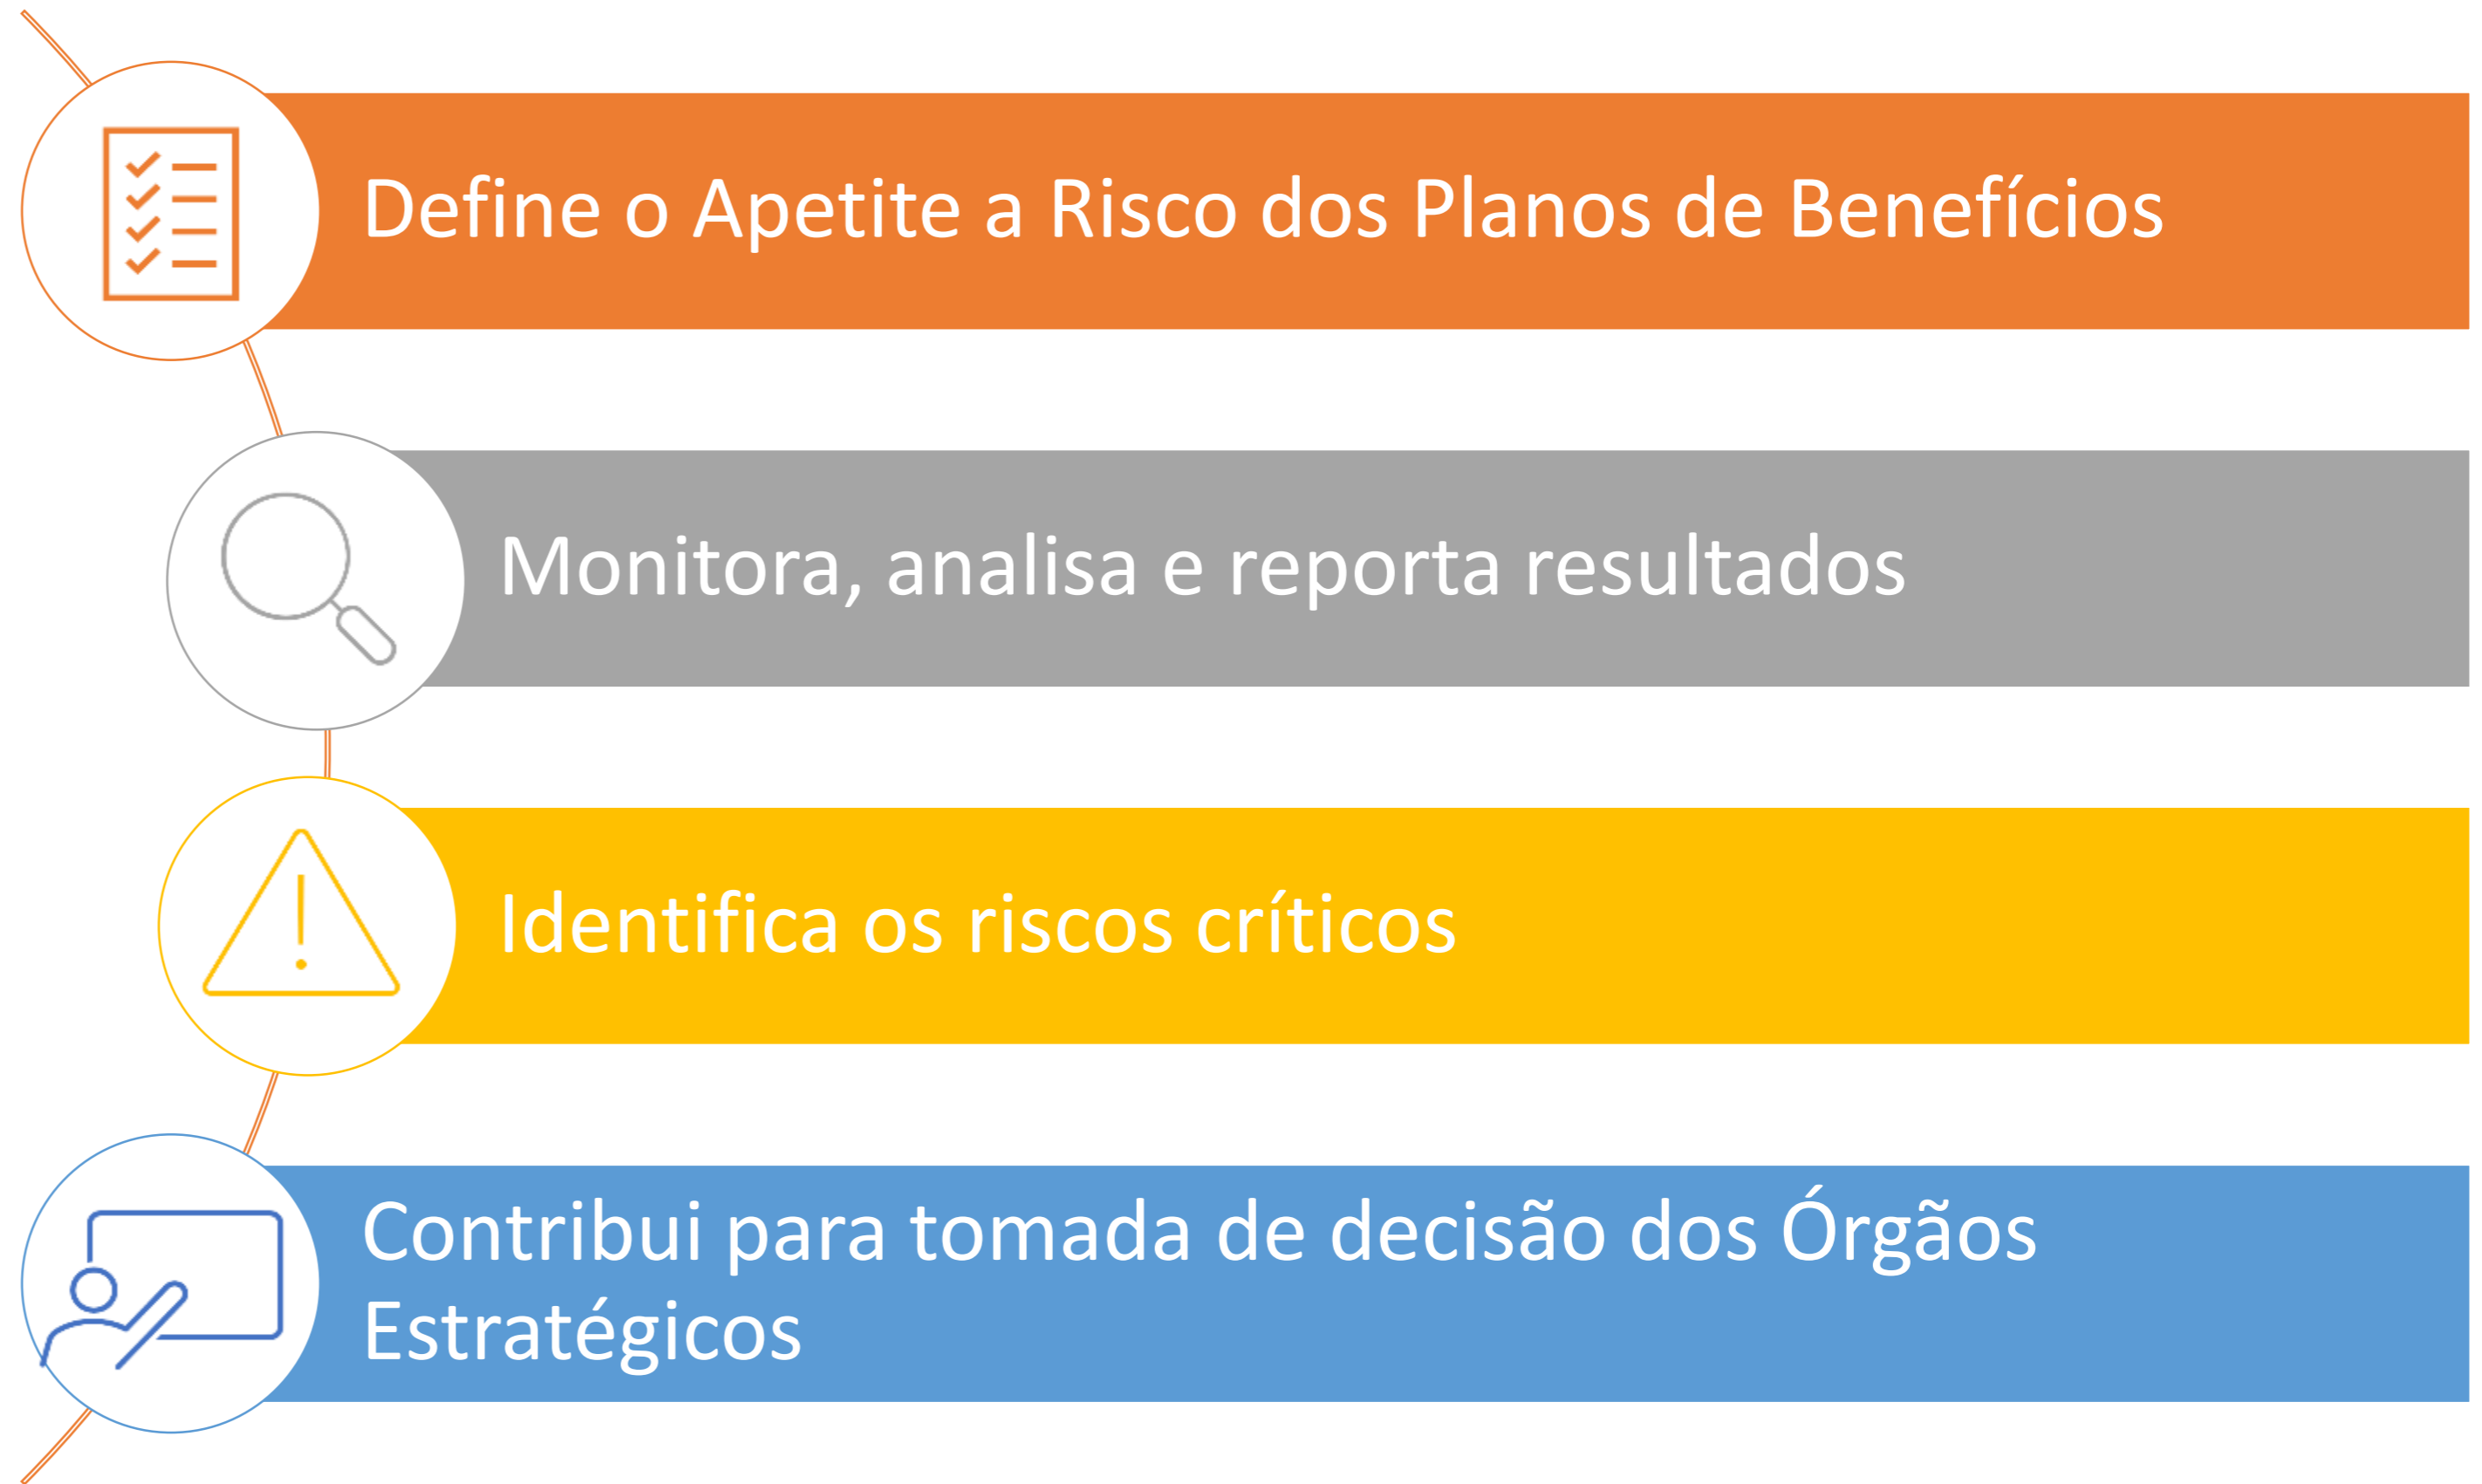 Define o Apetite a Risco dos Planos de Benefícios
Monitora, analisa e reporta resultados
Identifica os riscos críticos
Contribui para tomada de decisão dos Órgãos
Estratégicos